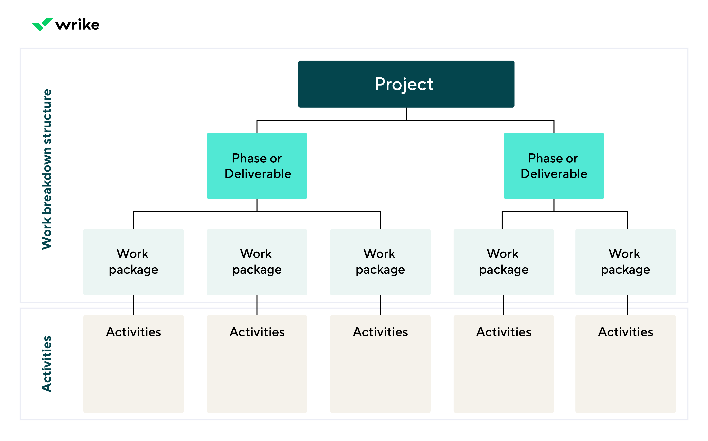 wrike
Work breakdown structure
Project
Phase or
Deliverable
Phase or
Deliverable
Work
package
Work
package
Work
package
Work
package
Work
package
Activities
Activities
Activities
Activities
Activities
Activities